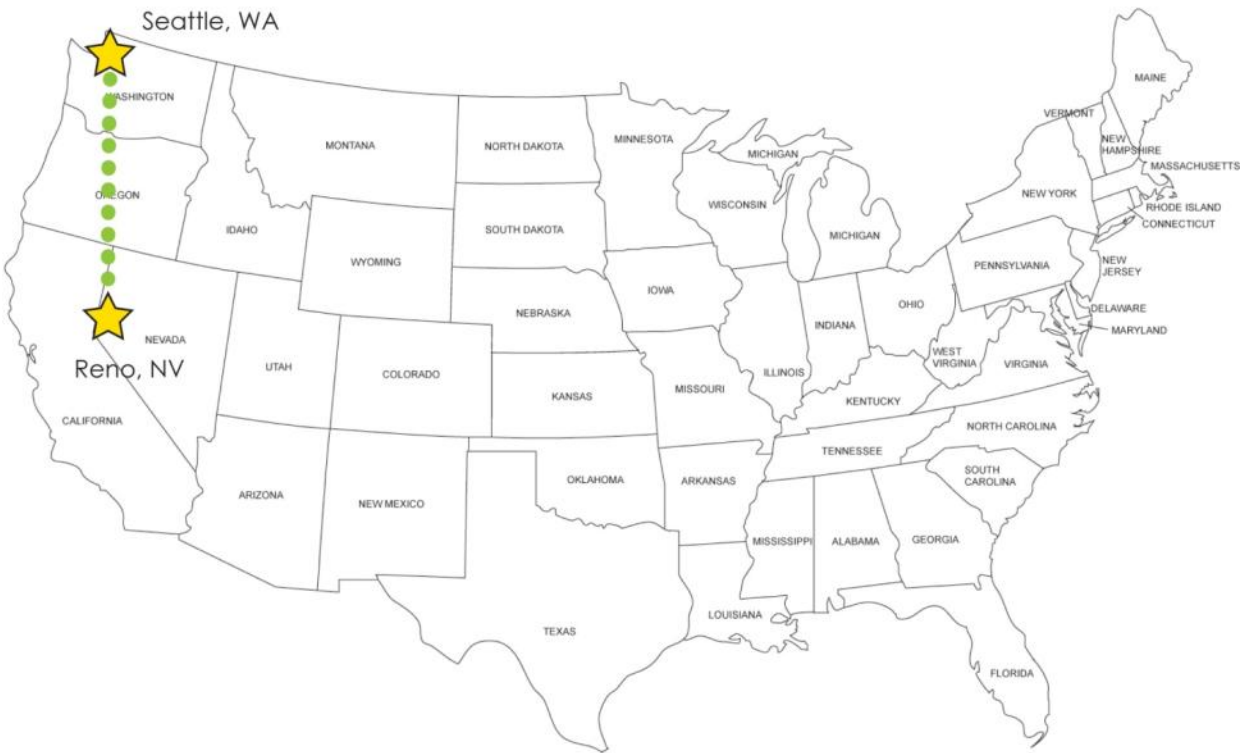 Seattle, WA
WASHINGTON
MONTANA
NORTH DAKOTA
MINNESOTA
MICHIGAN
VERMONT
MAINE
NEW
HAMPSHIRE
MASSACHUSETTS
OREGON
IDAHO
WYOMING
SOUTH DAKOTA
WISCONSIN
MICHIGAN
NEW YORK
RHODE ISLAND
CONNECTICUT
NEVADA
Reno, NV
UTAH
COLORADO
NEBRASKA
IOWA
ILLINOIS
INDIANA
OHIO
PENNSYLVANIA
NEW
JERSEY
DELAWARE
MARYLAND
WEST
VIRGINIA
VIRGINIA
CALIFORNIA
KANSAS
MISSOURI
KENTUCKY
NORTH CAROLINA
TENNESSEE
SOUTH
CAROLINA
ARIZONA
NEW MEXICO
OKLAHOMA
ARKANSAS
MISSISSIPPI
ALABAMA
GEORGIA
TEXAS
LOUISIANA
FLORIDA